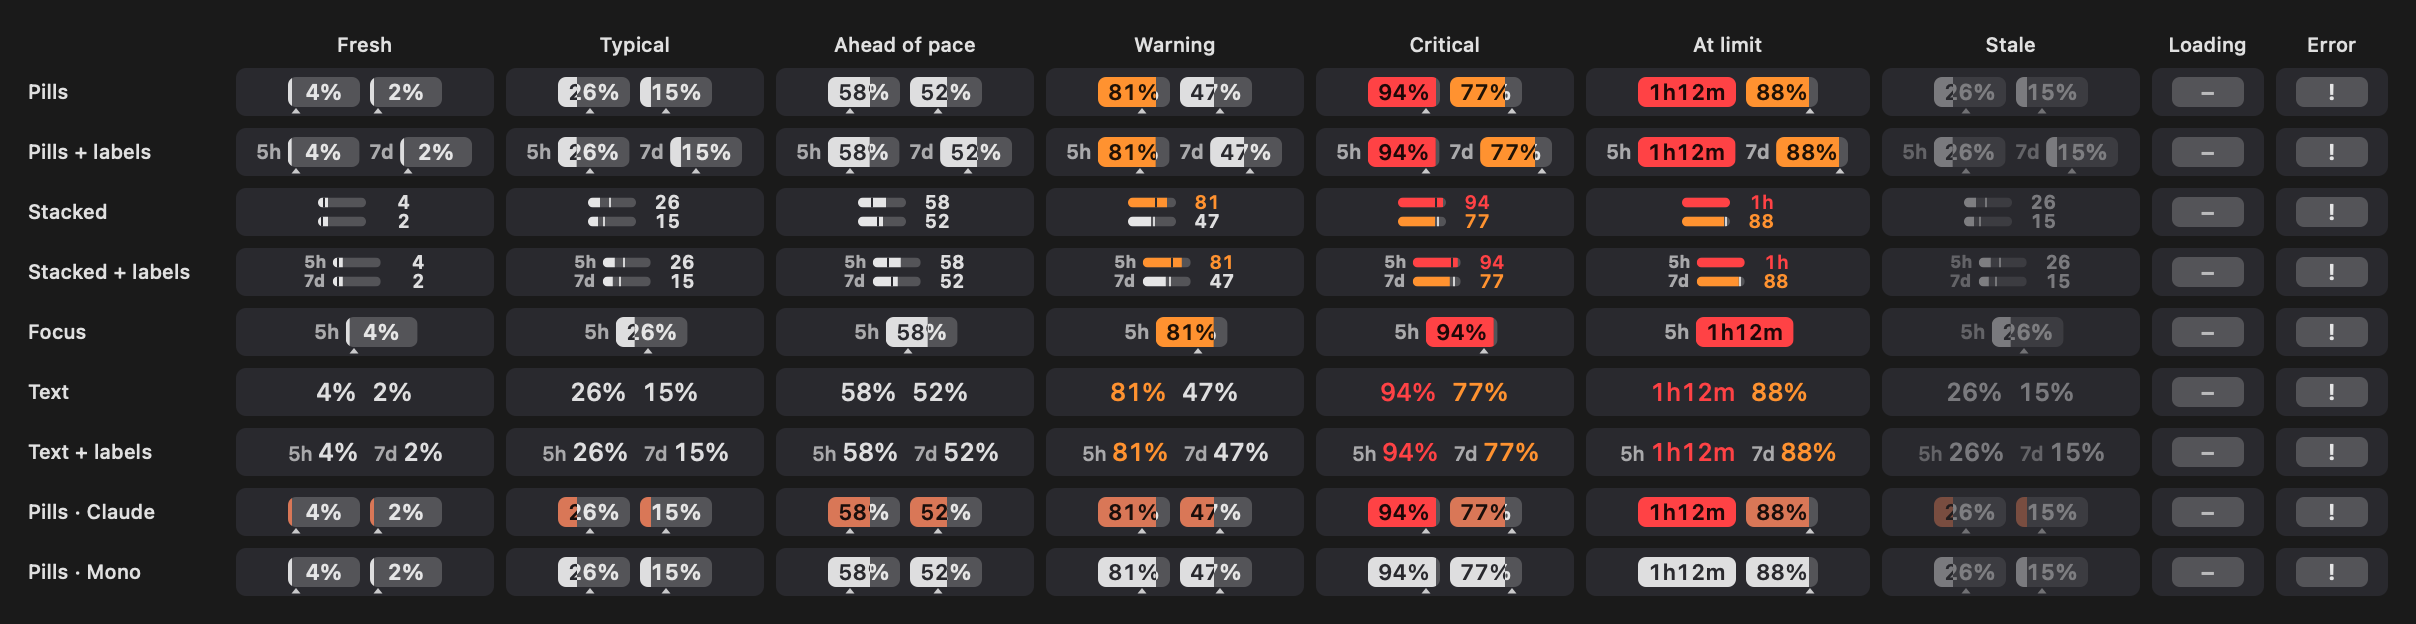 Fresh Typical Ahead of pace Warning Critical At limit Stale Loading Error
Pills 4% 2% 26% 15% 58% 52% 81% 47% 94% 77% 1h12m 88% 26% 15% – !
Pills + labels 5h 4% 7d 2% 5h 26% 7d 15% 5h 58% 7d 52% 5h 81% 7d 47% 5h 94% 7d 77% 5h 1h12m 7d 88% 5h 26% 7d 15% – !
Stacked 4 26 58 81 94 1h 26 – !
2 15 52 47 77 88 15
Stacked + labels 5h 4 5h 26 5h 58 5h 81 5h 94 5h 1h 5h 26 – !
7d 2 7d 15 7d 52 7d 47 7d 77 7d 88 7d 15
Focus 5h 4% 5h 26% 5h 58% 5h 81% 5h 94% 5h 1h12m 5h 26% – !
Text 4% 2% 26% 15% 58% 52% 81% 47% 94% 77% 1h12m 88% 26% 15% – !
Text + labels 5h 4% 7d 2% 5h 26% 7d 15% 5h 58% 7d 52% 5h 81% 7d 47% 5h 94% 7d 77% 5h 1h12m 7d 88% 5h 26% 7d 15% – !
Pills · Claude 4% 2% 26% 15% 58% 52% 81% 47% 94% 77% 1h12m 88% 26% 15% – !
Pills · Mono 4% 2% 26% 15% 58% 52% 81% 47% 94% 77% 1h12m 88% 26% 15% – !